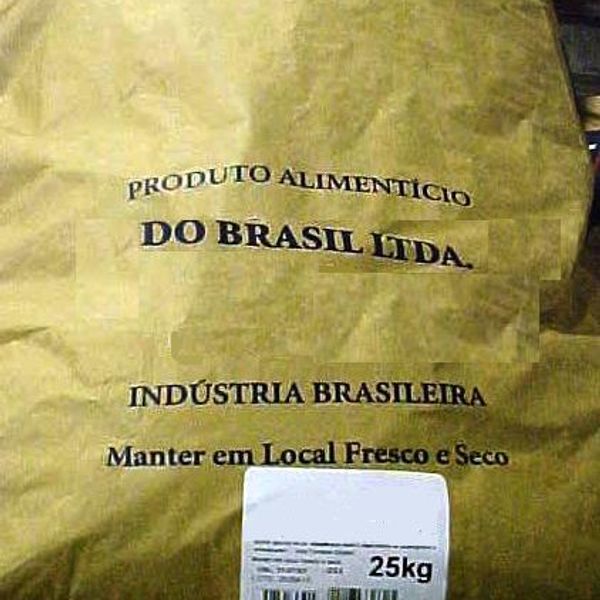 PRODUTO ALIMENTÍCIO
DO BRASIL LTDA.
INDÚSTRIA BRASILEIRA
Manter em Local Fresco e Seco
25kg